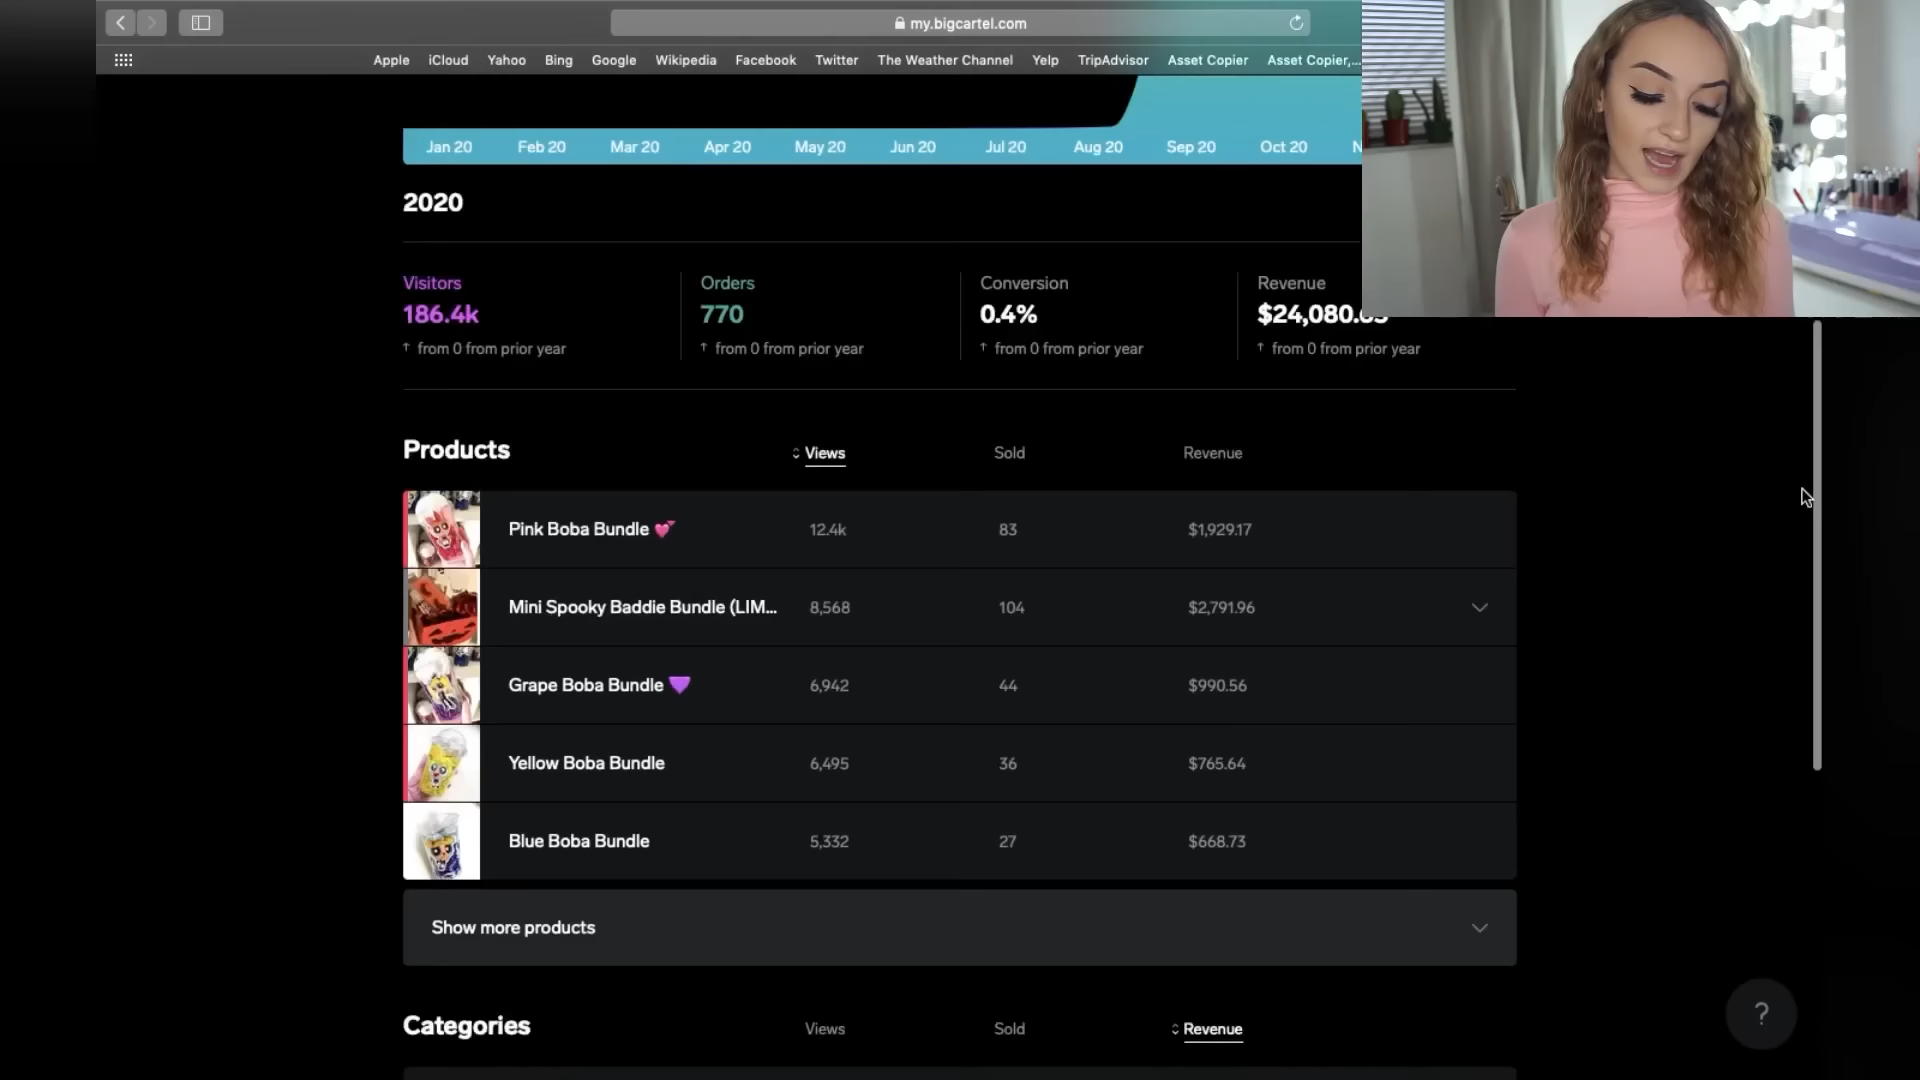 my.bigcartel.com
Apple iCloud Yahoo Bing Google Wikipedia Facebook Twitter The Weather Channel Yelp TripAdvisor Asset Copier Asset Copier,...
Jan 20 Feb 20 Mar 20 Apr 20 May 20 Jun 20 Jul 20 Aug 20 Sep 20 Oct 20 N
2020
Visitors Orders Conversion Revenue
186.4k 770 0.4% $24,080.
↑ from 0 from prior year ↑ from 0 from prior year ↑ from 0 from prior year ↑ from 0 from prior year
Products Views Sold Revenue
Pink Boba Bundle 💕 12.4k 83 $1,929.17
Mini Spooky Baddie Bundle (LIM... 8,568 104 $2,791.96
Grape Boba Bundle 💜 6,942 44 $990.56
Yellow Boba Bundle 6,495 36 $765.64
Blue Boba Bundle 5,332 27 $668.73
Show more products
Categories Views Sold Revenue
?